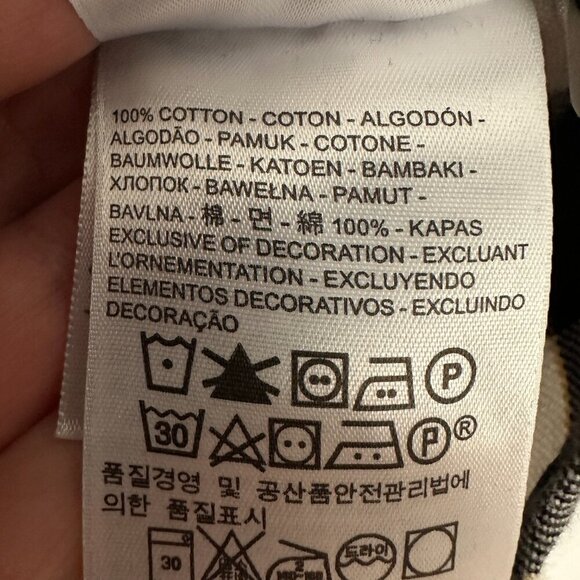 100% COTTON - COTON - ALGODÓN -
ALGODÃO - PAMUK - COTONE -
BAUMWOLLE - KATOEN - BAMBAKI -
ХЛОПОК - BAWEŁNA - PAMUT -
BAVLNA - 棉 - 면 - 綿 100% - KAPAS
EXCLUSIVE OF DECORATION - EXCLUANT
L'ORNEMENTATION - EXCLUYENDO
ELEMENTOS DECORATIVOS - EXCLUINDO
DECORAÇÃO
P
30 P ®
품질경영 및 공산품안전관리법에
의한 품질표시
30 2 드라이